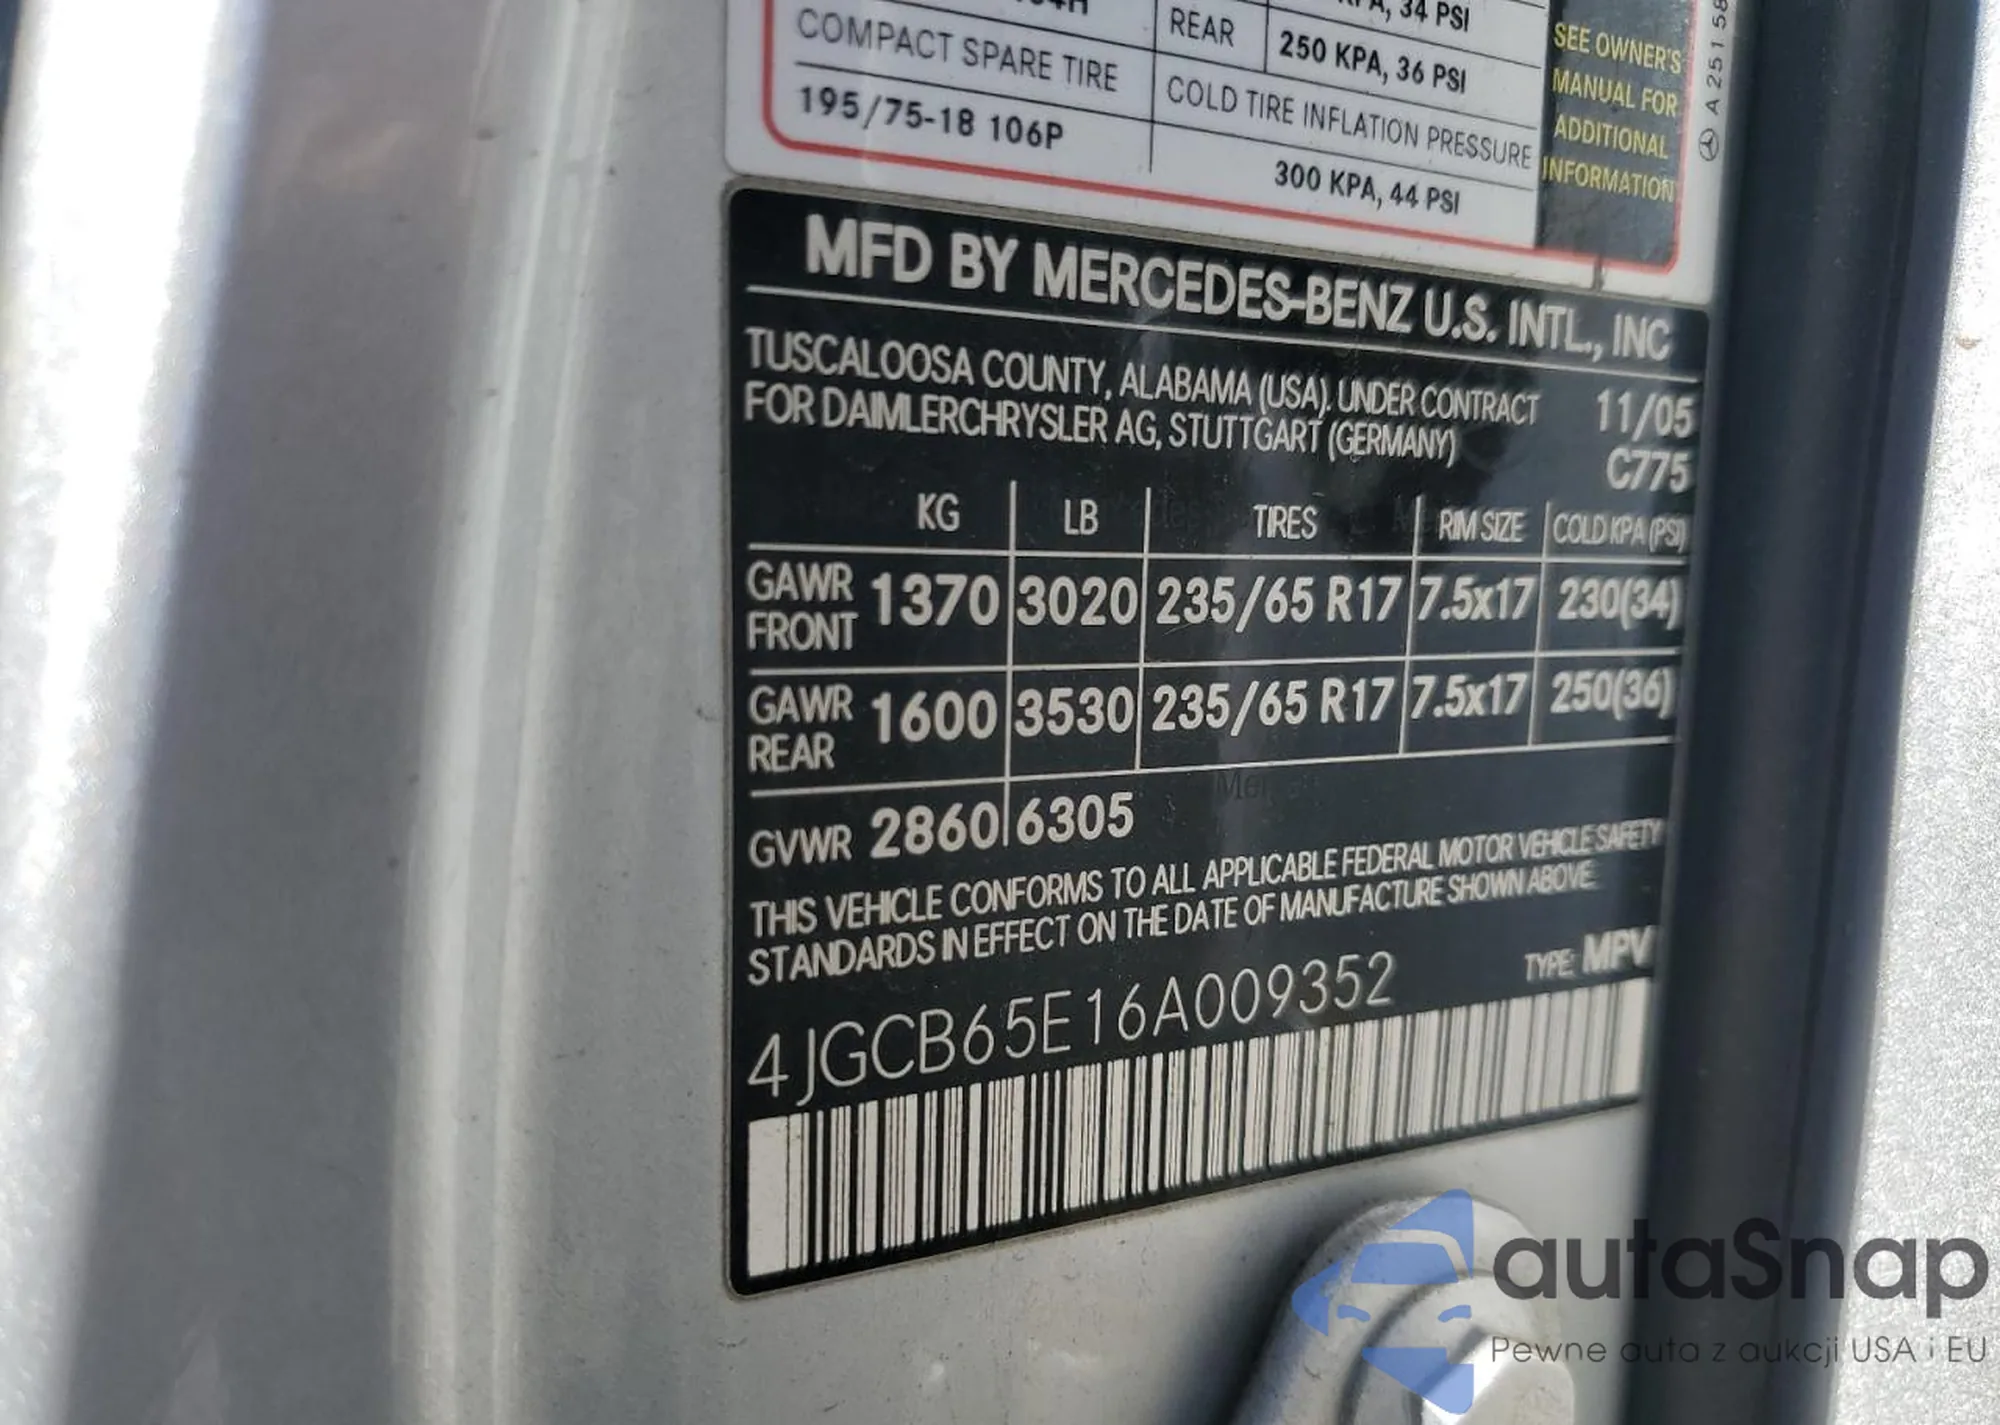 KPA, 34 PSI
COMPACT SPARE TIRE
REAR
250 KPA, 36 PSI
195/75-18 106P
COLD TIRE INFLATION PRESSURE
300 KPA, 44 PSI
SEE OWNER'S
MANUAL FOR
ADDITIONAL
INFORMATION
A 251 58
MFD BY MERCEDES-BENZ U.S. INTL., INC
TUSCALOOSA COUNTY, ALABAMA (USA), UNDER CONTRACT
FOR DAIMLERCHRYSLER AG, STUTTGART (GERMANY)
11/05
C775
KG LB TIRES RIM SIZE COLD KPA (PSI)
GAWR FRONT 1370 3020 235/65 R17 7.5x17 230(34)
GAWR REAR 1600 3530 235/65 R17 7.5x17 250(36)
GVWR 2860 6305
THIS VEHICLE CONFORMS TO ALL APPLICABLE FEDERAL MOTOR VEHICLE SAFETY
STANDARDS IN EFFECT ON THE DATE OF MANUFACTURE SHOWN ABOVE.
4JGCB65E16A009352
TYPE: MPV
autaSnap
Pewne auta z aukcji USA i EU